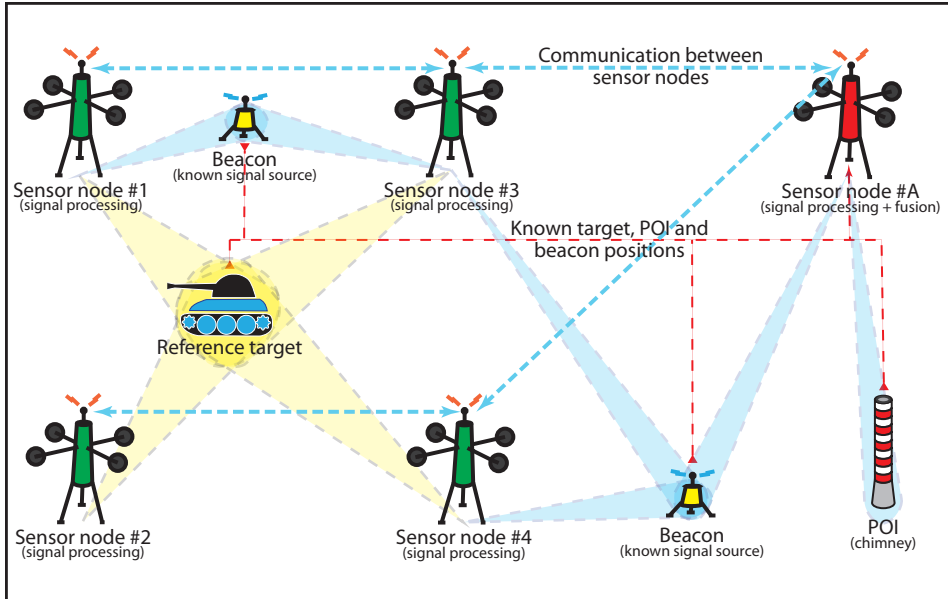 Communication between
sensor nodes
Beacon
(known signal source)
Sensor node #1
(signal processing)
Sensor node #3
(signal processing)
Sensor node #A
(signal processing + fusion)
Known target, POI and
beacon positions
Reference target
Sensor node #2
(signal processing)
Sensor node #4
(signal processing)
Beacon
(known signal source)
POI
(chimney)